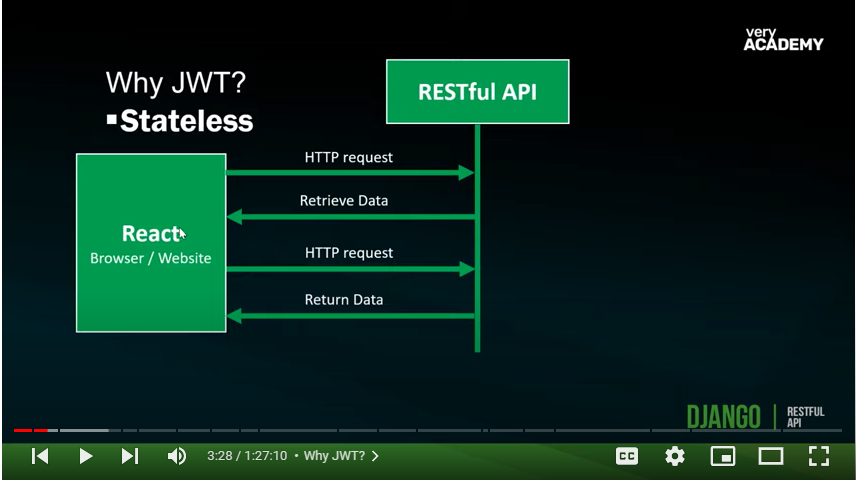 very
ACADEMY
Why JWT?
▪Stateless
RESTful API
HTTP request
Retrieve Data
React
Browser / Website
HTTP request
Return Data
DJANGO | RESTFUL API
3:28 / 1:27:10 • Why JWT? >
CC